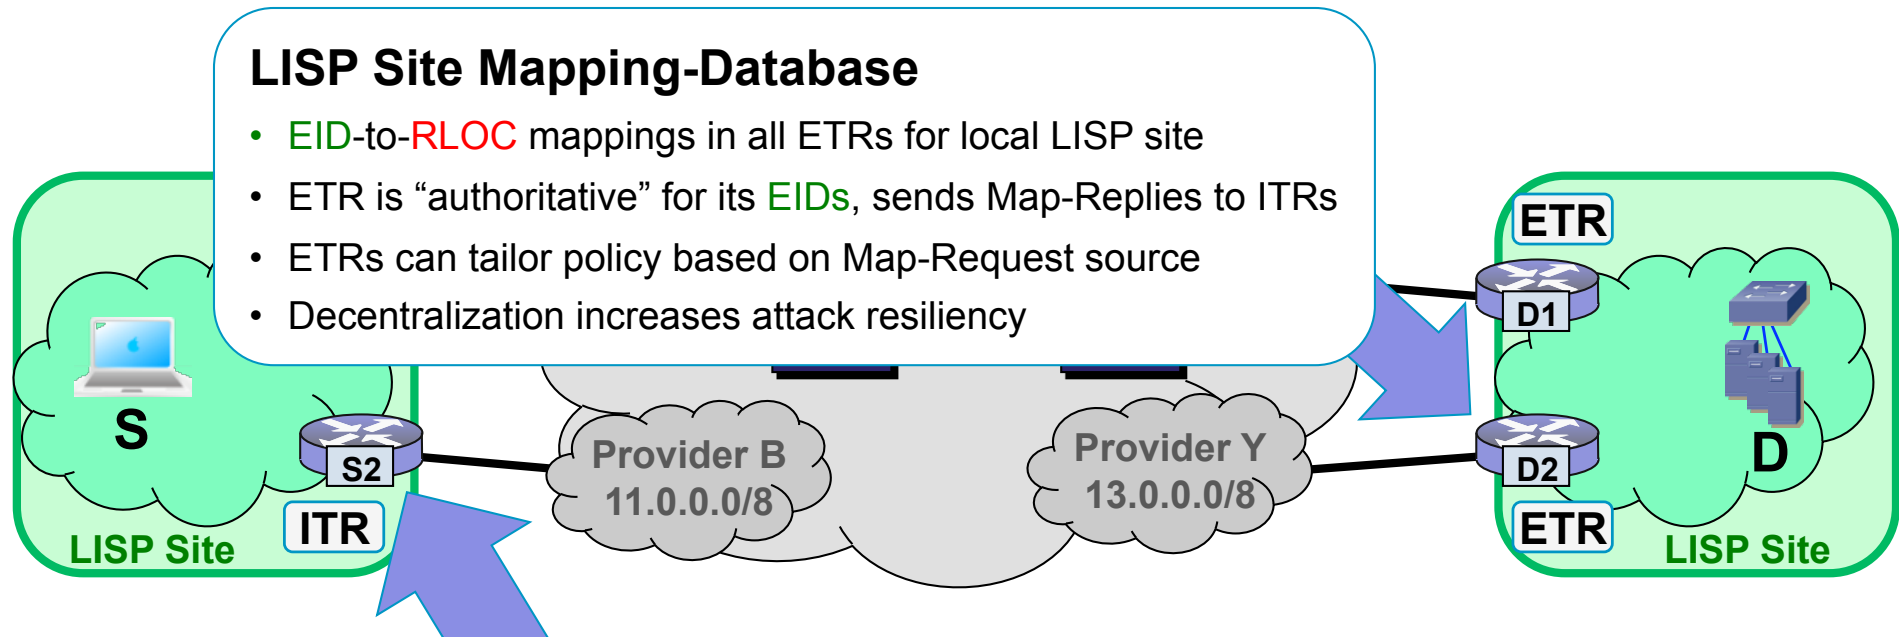 LISP Site Mapping-Database
• EID-to-RLOC mappings in all ETRs for local LISP site
• ETR is “authoritative” for its EIDs, sends Map-Replies to ITRs
• ETRs can tailor policy based on Map-Request source
• Decentralization increases attack resiliency
ETR
D1
S
S2
Provider B
11.0.0.0/8
Provider Y
13.0.0.0/8
D2
D
ITR
LISP Site
ETR
LISP Site